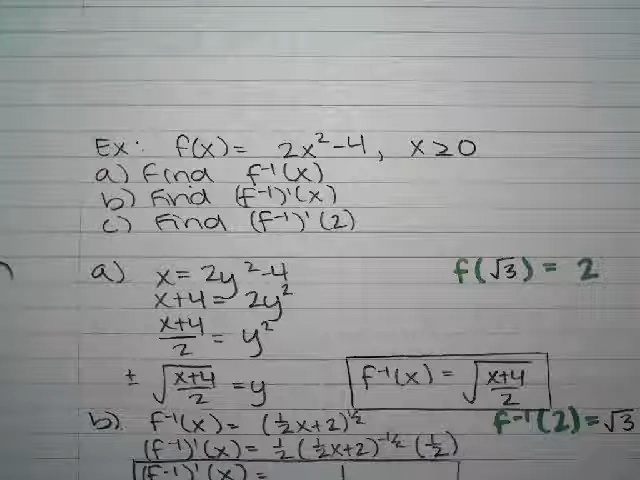 Ex: f(x) = 2x²-4, x≥0
a) Find f⁻¹(x)
b) Find (f⁻¹)'(x)
c) Find (f⁻¹)'(2)
a) x = 2y²-4
f(√3) = 2
x+4 = 2y²
(x+4)/2 = y²
± √((x+4)/2) = y
f⁻¹(x) = √((x+4)/2)
b) f⁻¹(x) = (½x+2)^½
f⁻¹(2) = √3
(f⁻¹)'(x) = ½(½x+2)^-½ (½)
(f⁻¹)'(x) =